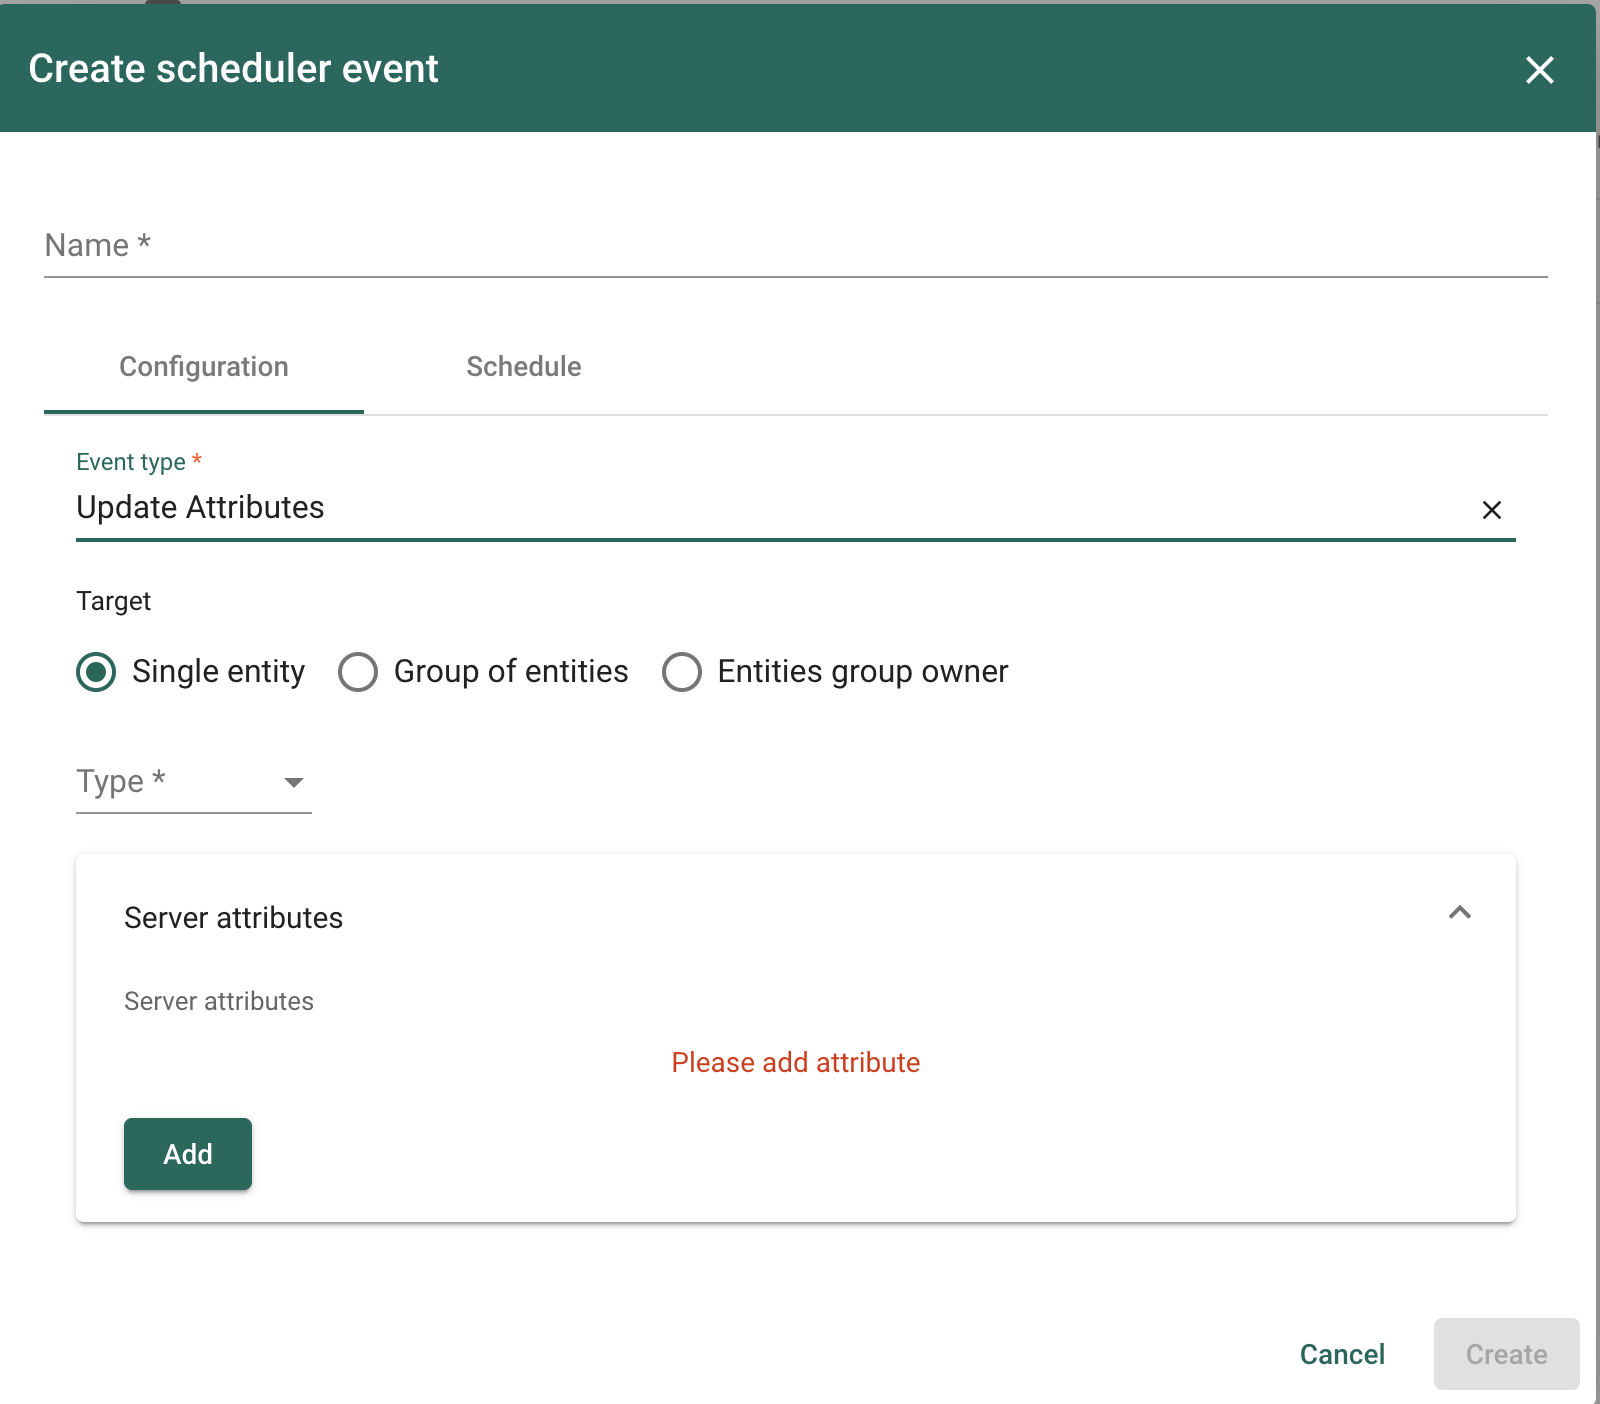 Create scheduler event
Name *
Configuration Schedule
Event type *
Update Attributes
Target
Single entity Group of entities Entities group owner
Type *
Server attributes
Server attributes
Please add attribute
Add
Cancel Create